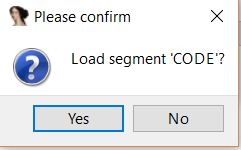 Please confirm
Load segment 'CODE'?
Yes
No